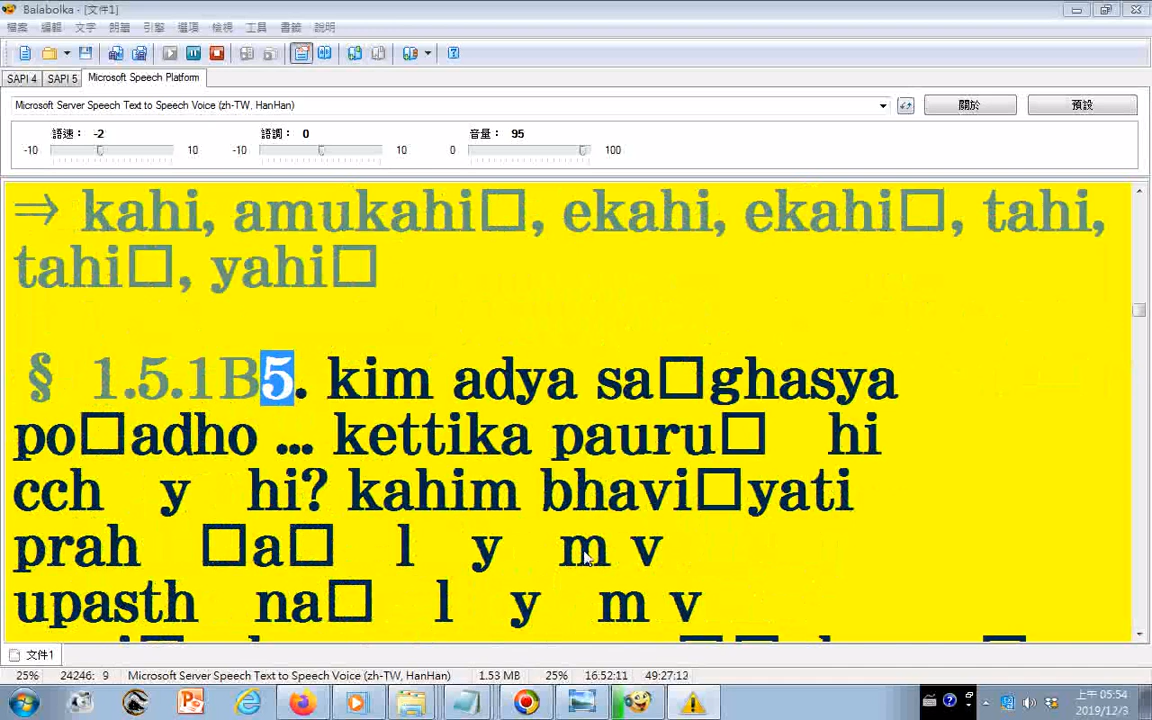 Balabolka - [文件1]
檔案 編輯 文字 朗筆 引擎 選項 檢視 工具 書籤 說明
SAPI 4 SAPI 5 Microsoft Speech Platform
Microsoft Server Speech Text to Speech Voice (zh-TW, HanHan) 關於 預設
語速： -2 語調： 0 音量： 95
-10 10 -10 10 0 100
⇒ kahi, amukahi□, ekahi, ekahi□, tahi,
tahi□, yahi□
§ 1.5.1B5. kim adya sa□ghasya
po□adho ... kettika pauru□ hi
cch y hi? kahim bhavi□yati
prah □a□ l y m v
upasth na□ l y m v
文件1
25% 24246: 9 Microsoft Server Speech Text to Speech Voice (zh-TW, HanHan) 1.53 MB 25% 16:52:11 49:27:12
上午 05:54
2019/12/3